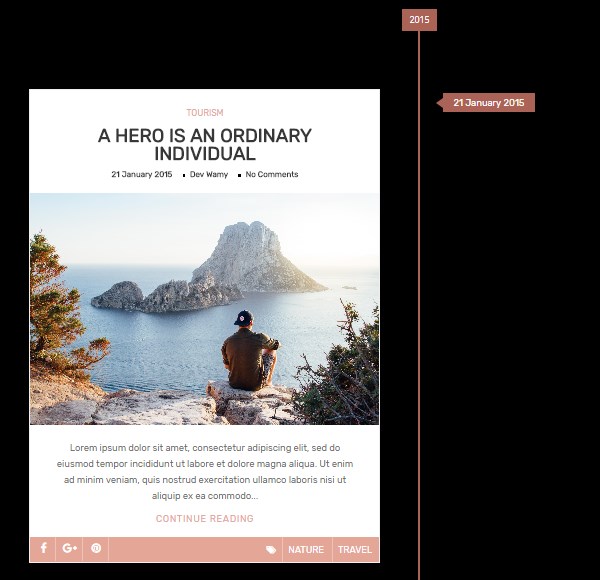 2015
21 January 2015
TOURISM
A HERO IS AN ORDINARY
INDIVIDUAL
21 January 2015 ▪ Dev Wamy ▪ No Comments
Lorem ipsum dolor sit amet, consectetur adipiscing elit, sed do
eiusmod tempor incididunt ut labore et dolore magna aliqua. Ut enim
ad minim veniam, quis nostrud exercitation ullamco laboris nisi ut
aliquip ex ea commodo...
CONTINUE READING
f G+ NATURE TRAVEL